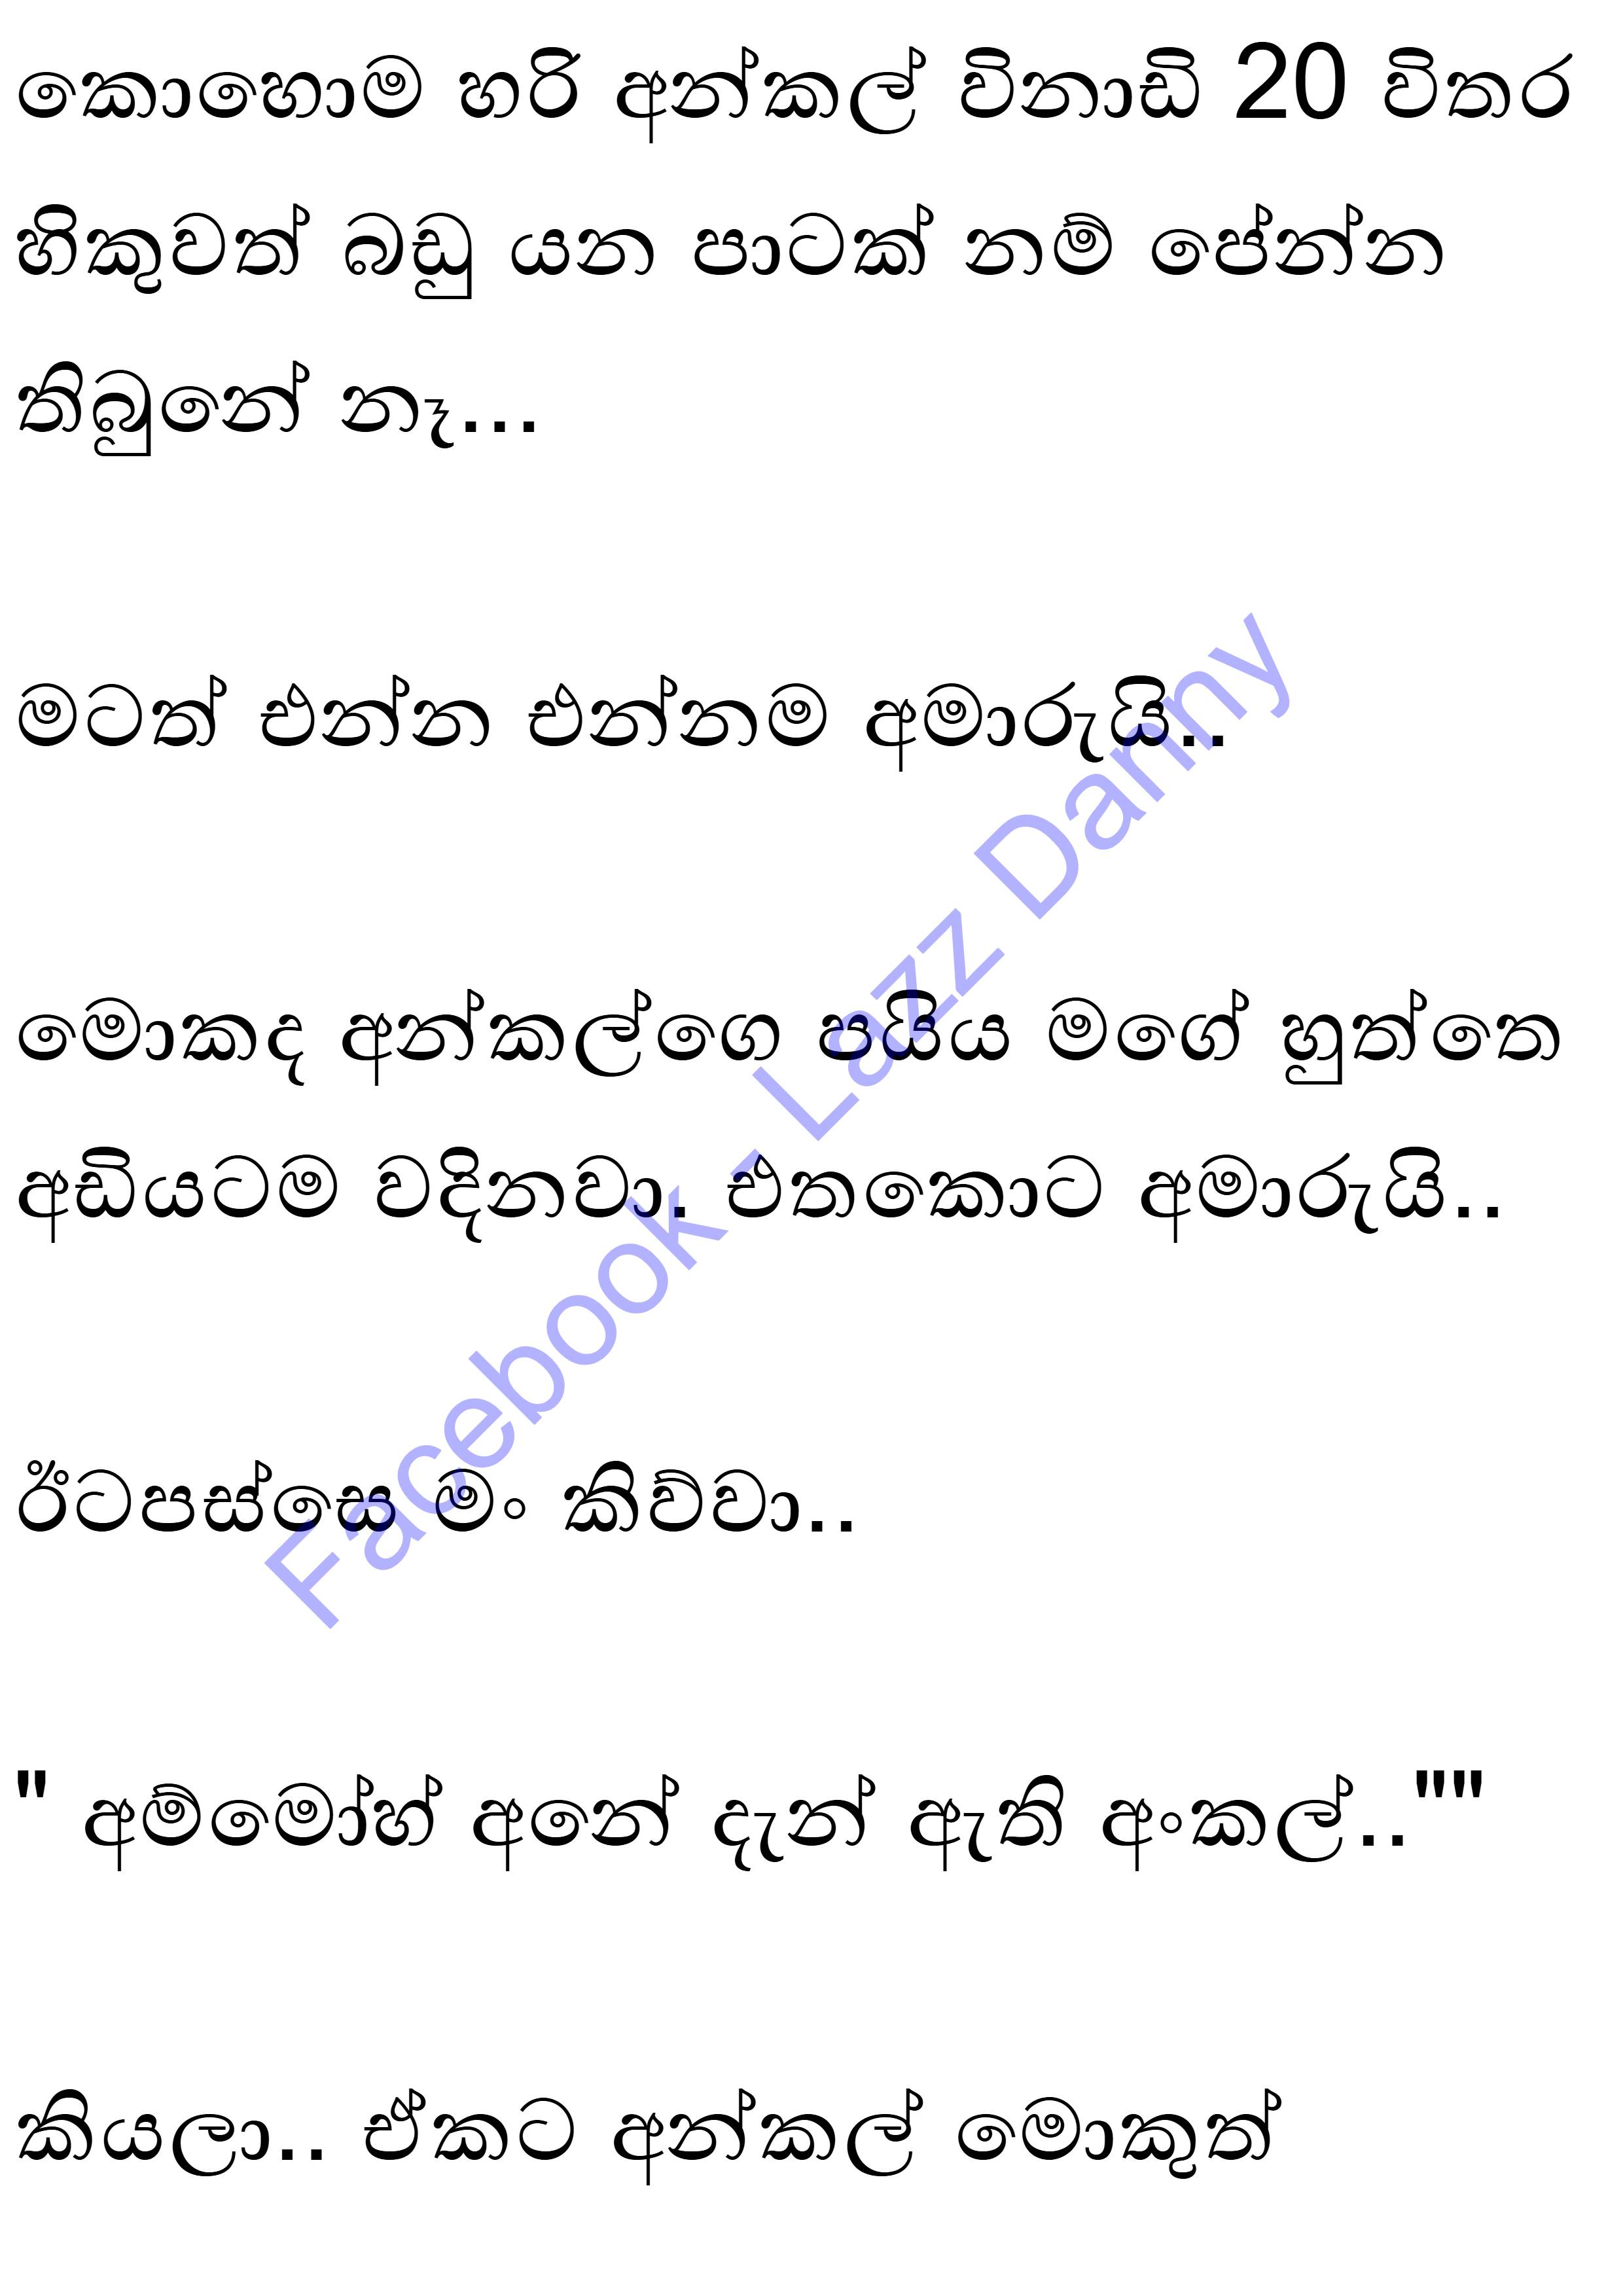 කොහොම හරි අන්කල් විනාඩි 20 විතර
හිකුවත් බඩු යන පාටක් නම් පේන්න
තිබුනේ නෑ...
මටත් එන්න එන්නම අමාරුයි..
මොකද අන්කල්ගෙ පයිය මගේ හුත්තෙ
අඩියටම වදිනවා. එතකොට අමාරුයි..
ඊටපස්සෙ මං කිව්වා..
" අම්මෝහ් අනේ දැන් ඇති අංකල්..""
කියලා.. ඒකට අන්කල් මොකුත්
Facebook - Lazz Danny